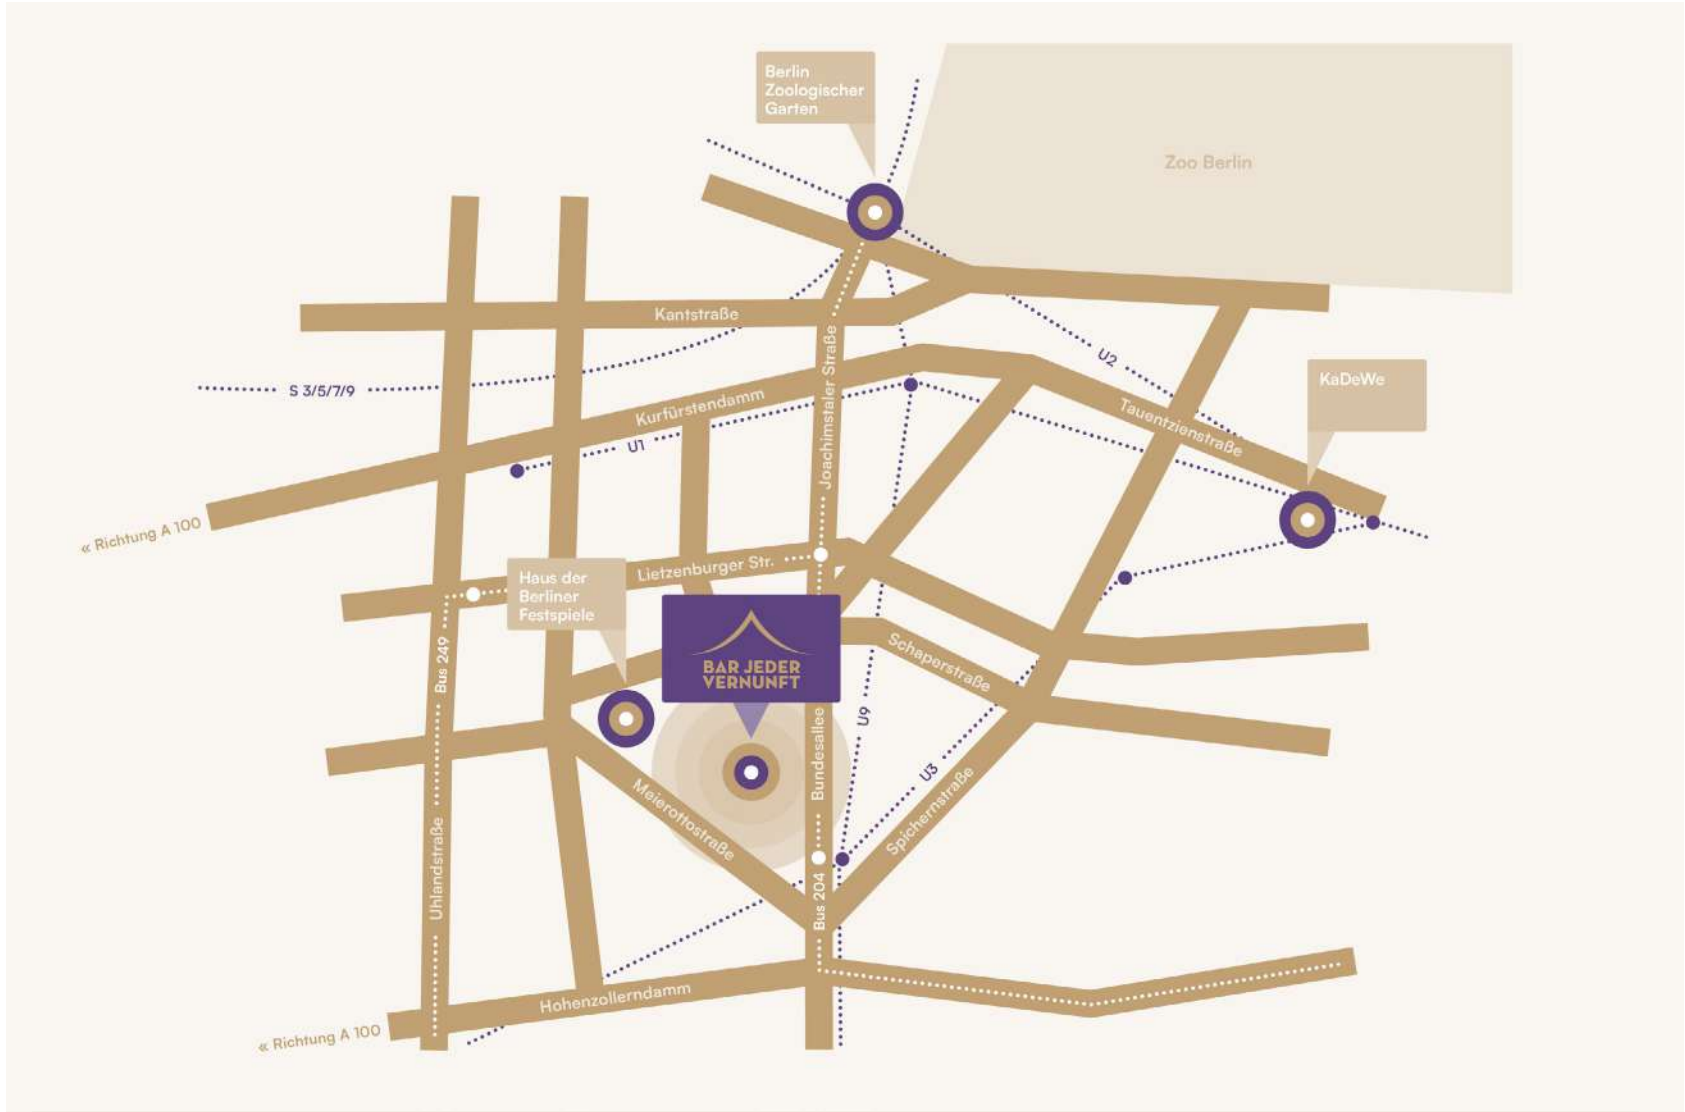 Berlin
Zoologischer
Garten
Zoo Berlin
Kantstraße
Joachimstaler Straße
U2
KaDeWe
S 3/5/7/9
Kurfürstendamm
Tauentzienstraße
U1
« Richtung A 100
Lietzenburger Str.
Haus der
Berliner
Festspiele
BAR JEDER
VERNUNFT
Schaperstraße
Bus 249
U9
Bundesallee
U3
Meierottostraße
Spichernstraße
Uhlandstraße
Bus 204
Hohenzollerndamm
« Richtung A 100